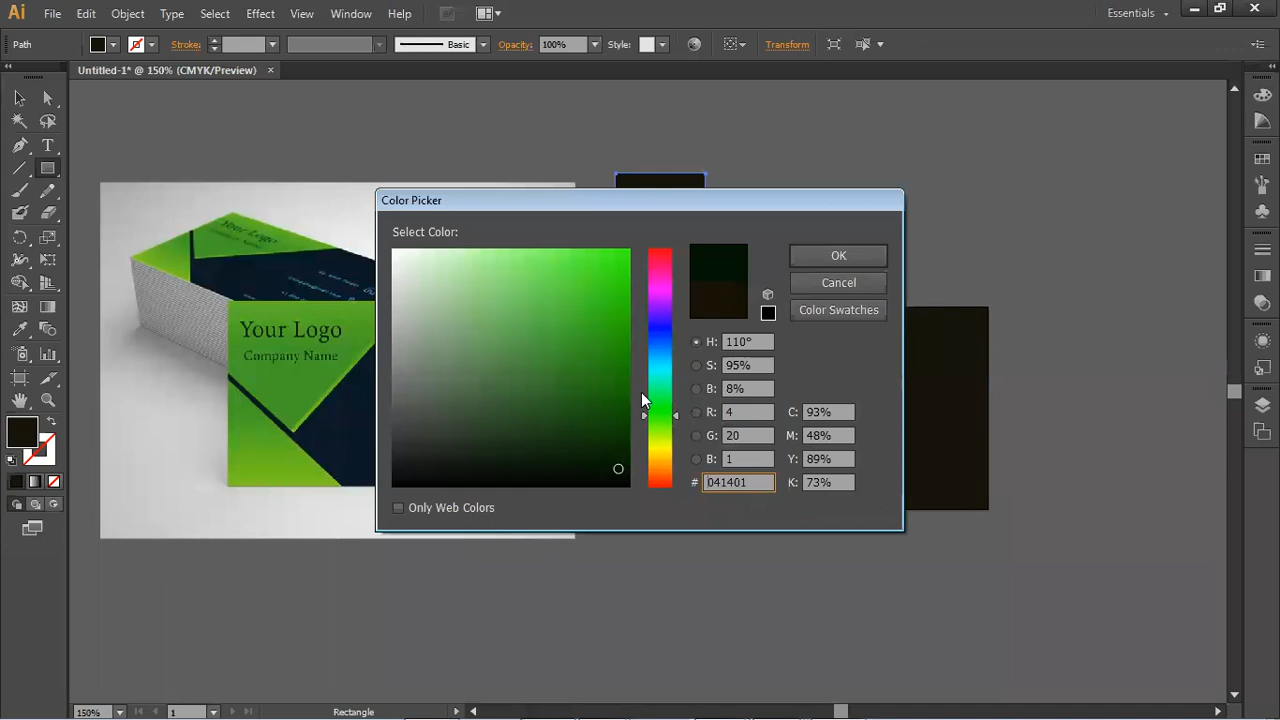 Ai File Edit Object Type Select Effect View Window Help Essentials
Path Stroke: Basic Opacity: 100% Style: Transform
Untitled-1* @ 150% (CMYK/Preview) ×
Color Picker
Select Color:
OK
Cancel
Color Swatches
H: 110°
S: 95%
B: 8%
R: 4 C: 93%
G: 20 M: 48%
B: 1 Y: 89%
# 041401 K: 73%
Only Web Colors
Your Logo
Your Logo
Company Name
150% 1 Rectangle